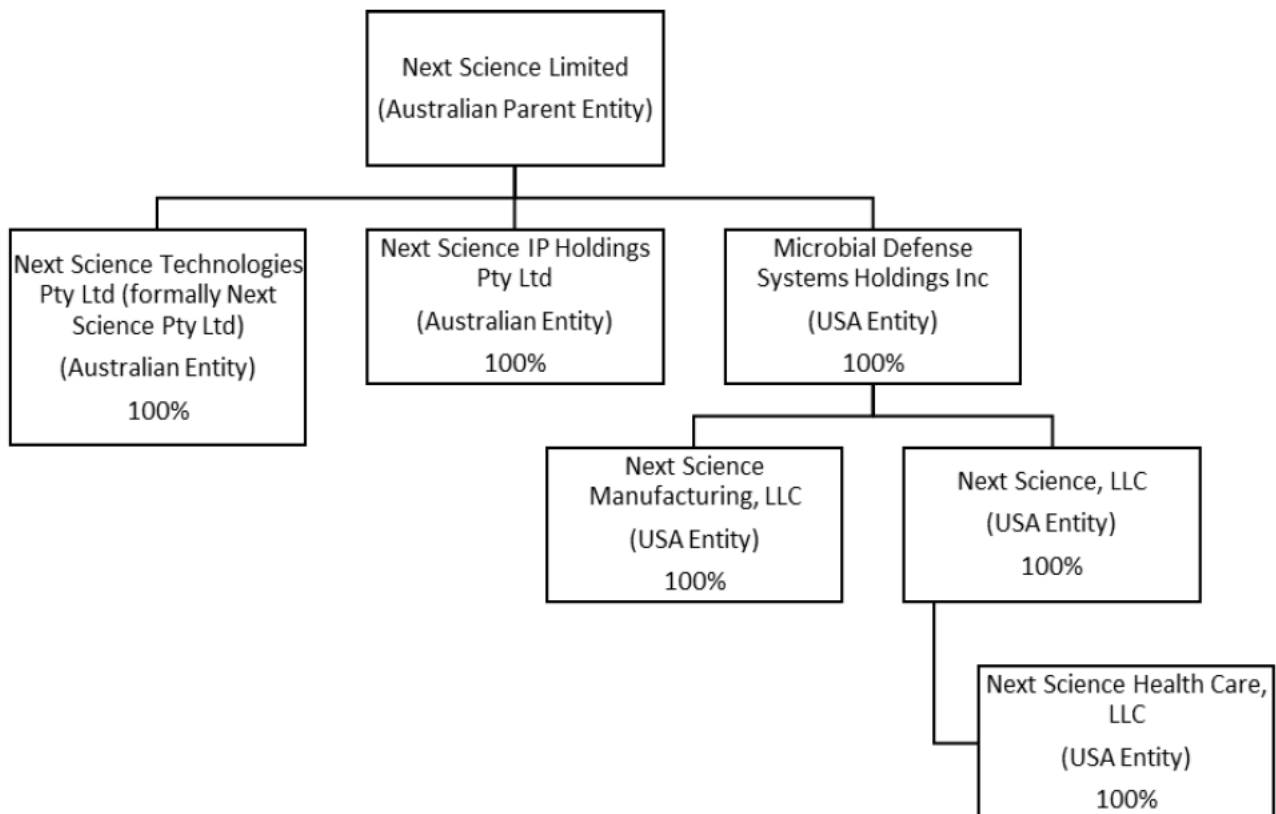 Next Science Limited
(Australian Parent Entity)
Next Science Technologies
Pty Ltd (formally Next
Science Pty Ltd)
(Australian Entity)
100%
Next Science IP Holdings
Pty Ltd
(Australian Entity)
100%
Microbial Defense
Systems Holdings Inc
(USA Entity)
100%
Next Science
Manufacturing, LLC
(USA Entity)
100%
Next Science, LLC
(USA Entity)
100%
Next Science Health Care,
LLC
(USA Entity)
100%